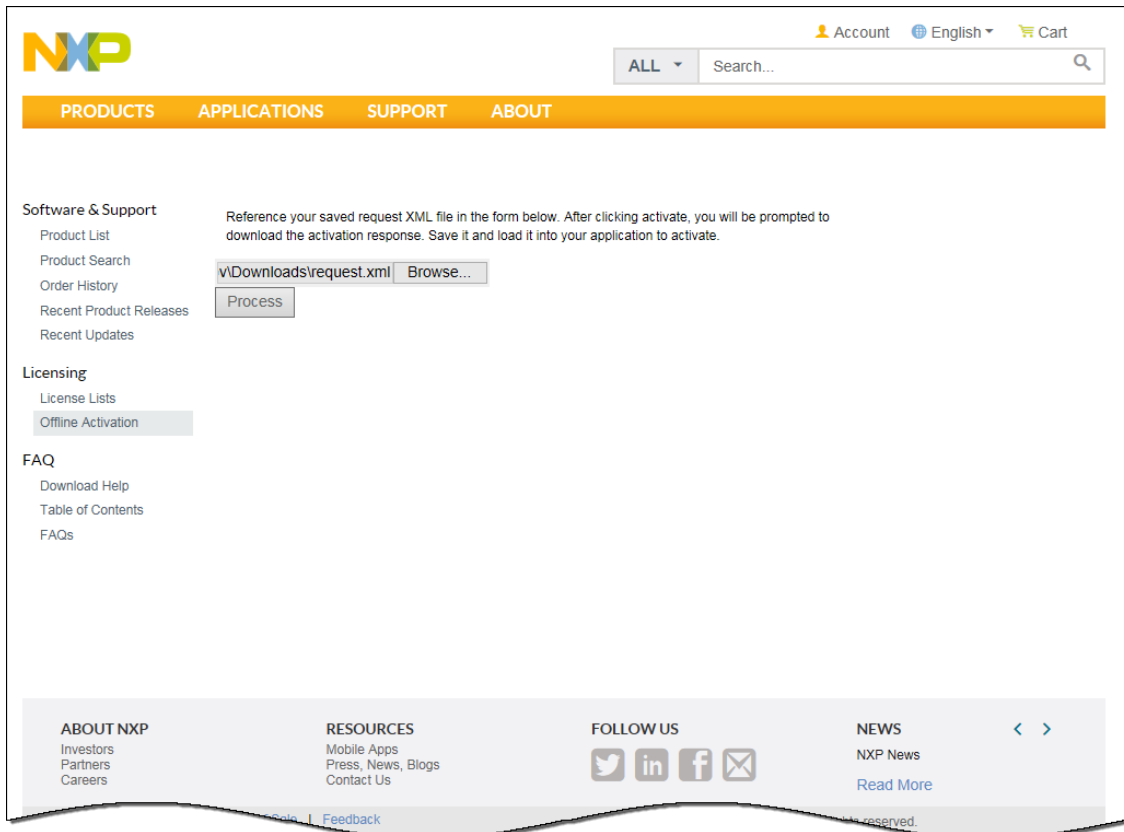 NXP
Account English Cart
ALL Search...
PRODUCTS APPLICATIONS SUPPORT ABOUT
Software & Support
Product List
Product Search
Order History
Recent Product Releases
Recent Updates
Licensing
License Lists
Offline Activation
FAQ
Download Help
Table of Contents
FAQs
Reference your saved request XML file in the form below. After clicking activate, you will be prompted to
download the activation response. Save it and load it into your application to activate.
v\Downloads\request.xml Browse...
Process
ABOUT NXP
Investors
Partners
Careers
RESOURCES
Mobile Apps
Press, News, Blogs
Contact Us
FOLLOW US
in f
NEWS < >
NXP News
Read More
| Feedback
reserved.